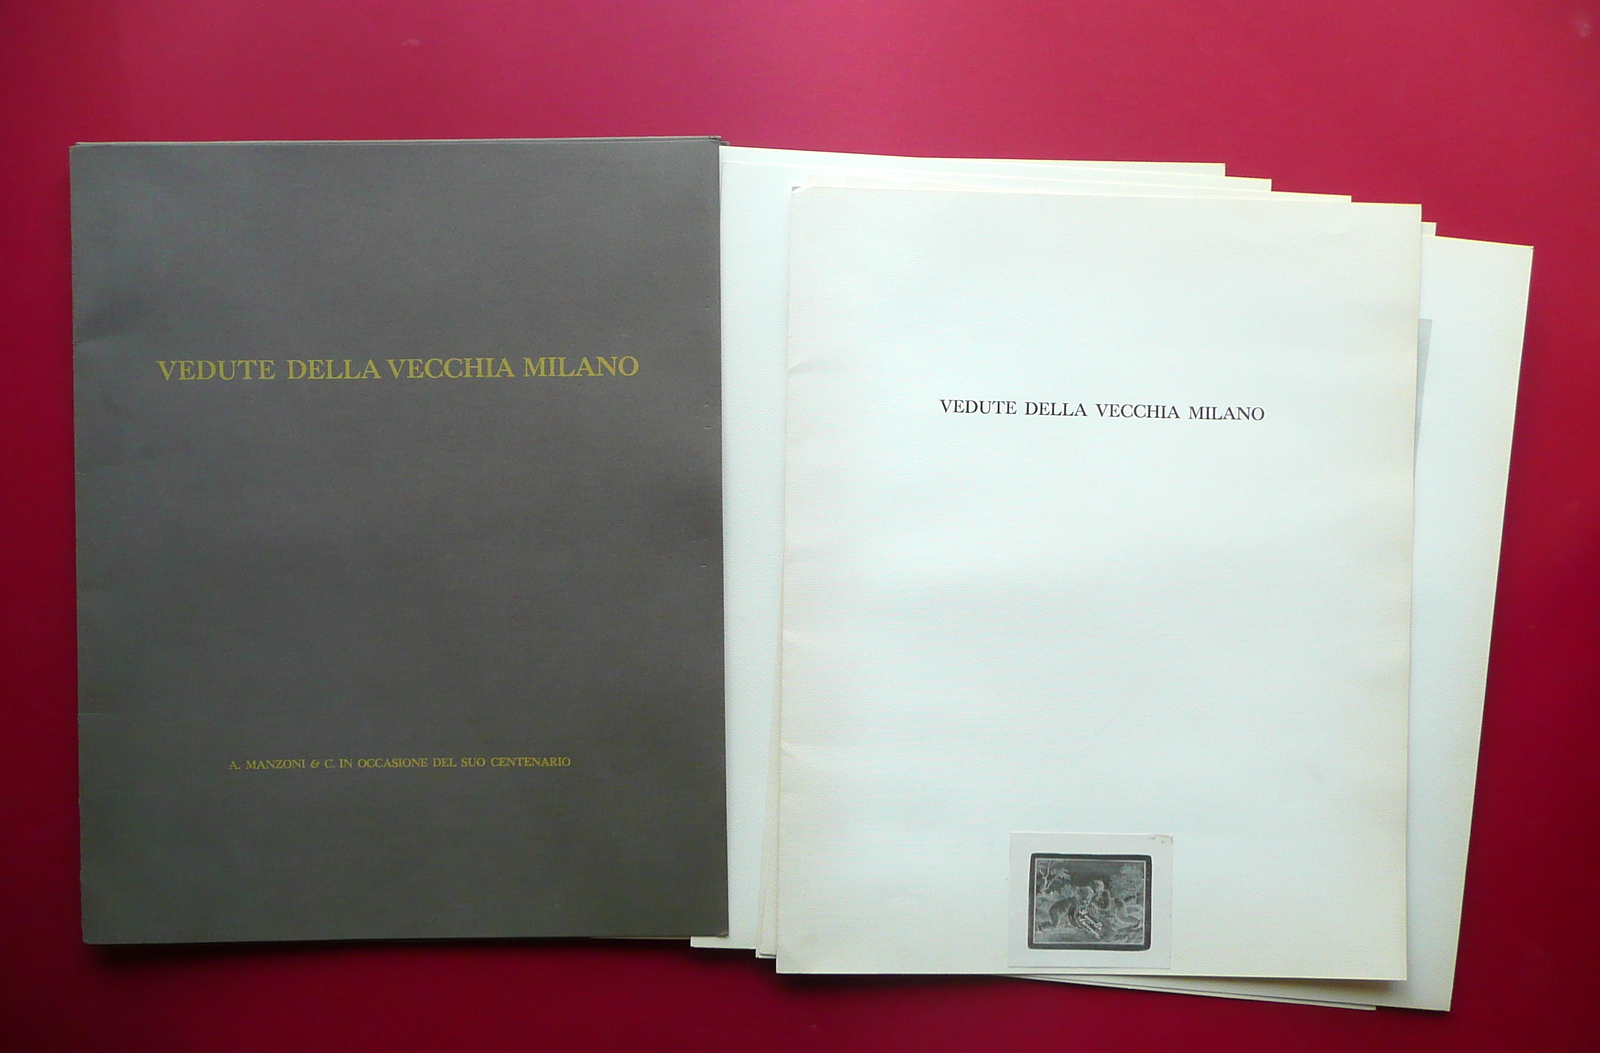 VEDUTE DELLA VECCHIA MILANO
A. MANZONI & C. IN OCCASIONE DEL SUO CENTENARIO
VEDUTE DELLA VECCHIA MILANO